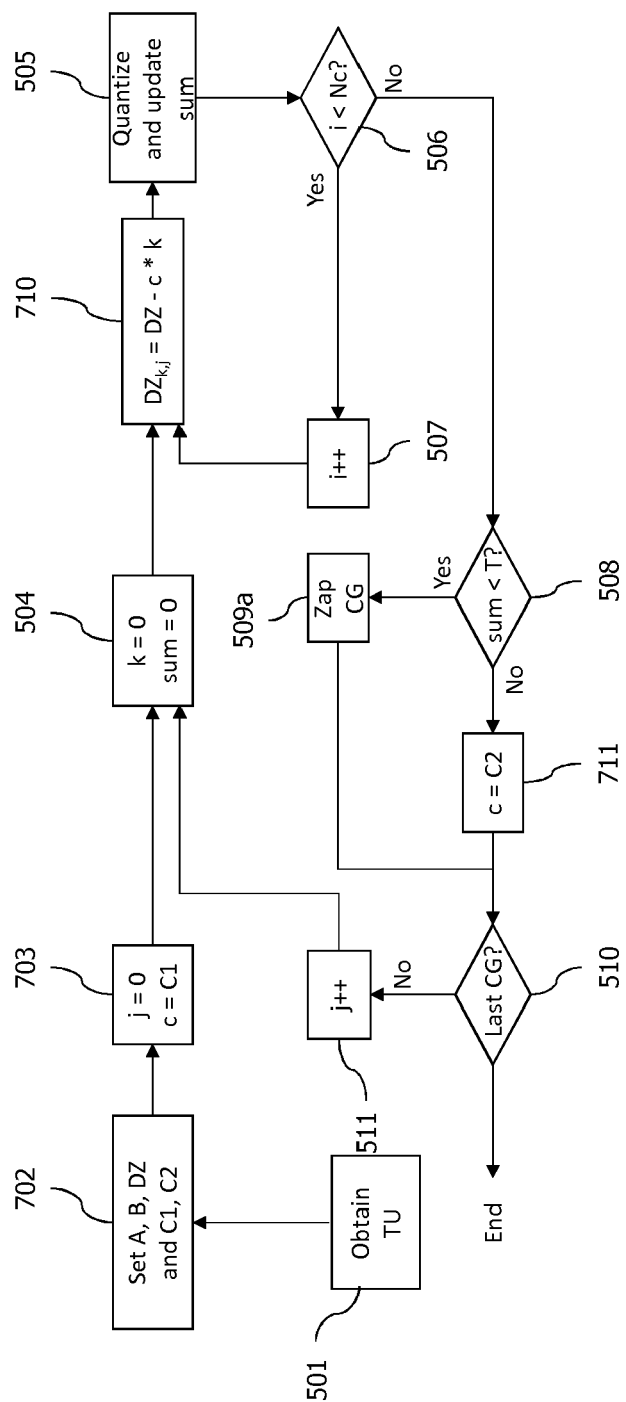 501
Obtain
TU
702
Set A, B, DZ
and C1, C2
703
j = 0
c = C1
504
k = 0
sum = 0
710
DZk,j = DZ - c * k
505
Quantize
and update
sum
i < Nc?
506
Yes
No
i++
507
sum < T?
508
Yes
No
509a
Zap
CG
c = C2
711
Last CG?
510
No
j++
511
End